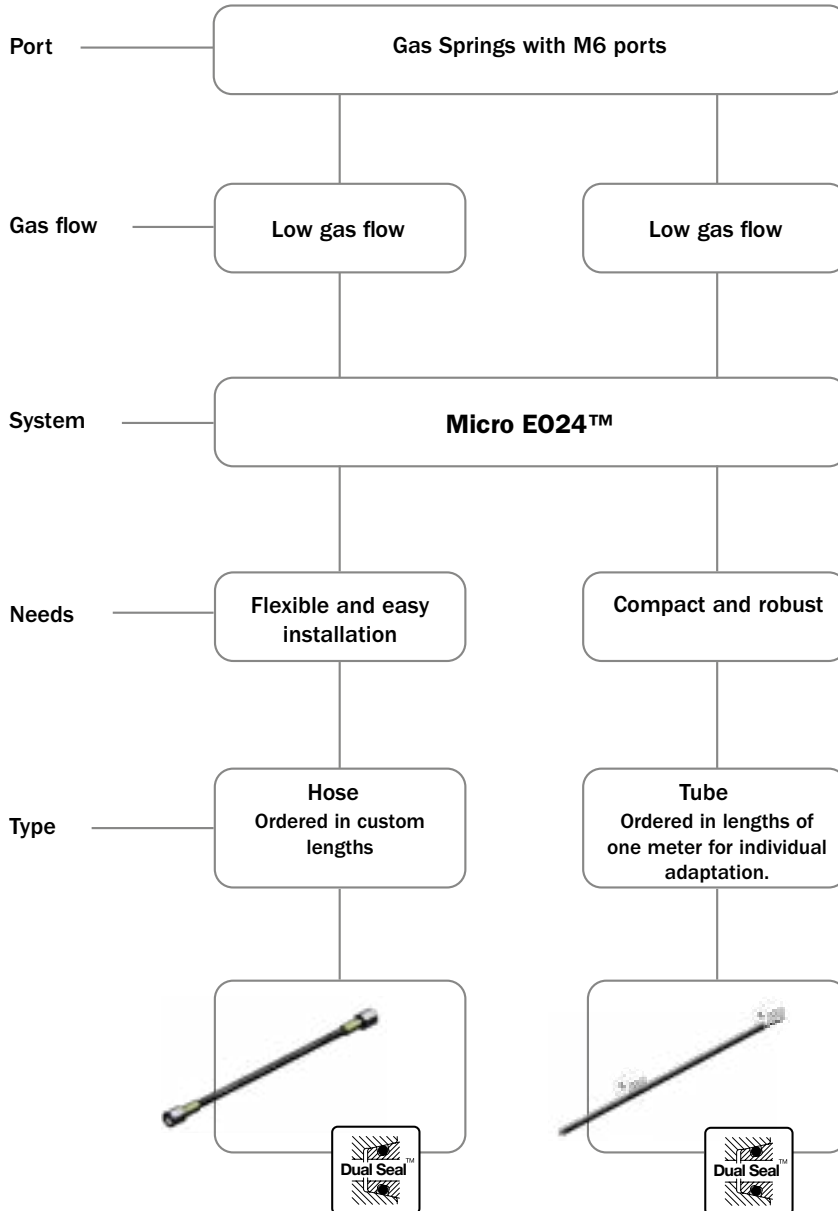 Port
Gas Springs with M6 ports
Gas flow
Low gas flow
Low gas flow
System
Micro EO24™
Needs
Flexible and easy
installation
Compact and robust
Type
Hose
Ordered in custom
lengths
Tube
Ordered in lengths of
one meter for individual
adaptation.
Dual Seal™
Dual Seal™